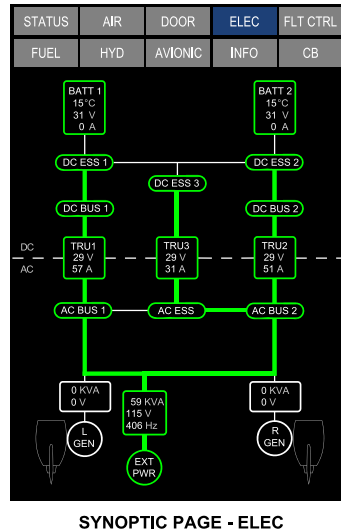 STATUS AIR DOOR ELEC FLT CTRL
FUEL HYD AVIONIC INFO CB
BATT 1 BATT 2
15°C 15°C
31 V 31 V
0 A 0 A
DC ESS 1 DC ESS 2
DC ESS 3
DC BUS 1 DC BUS 2
DC TRU1 TRU3 TRU2
29 V 29 V 29 V
AC 57 A 31 A 51 A
AC BUS 1 AC ESS AC BUS 2
0 KVA 59 KVA 0 KVA
0 V 115 V 0 V
406 Hz
L GEN R GEN
EXT
PWR
SYNOPTIC PAGE - ELEC